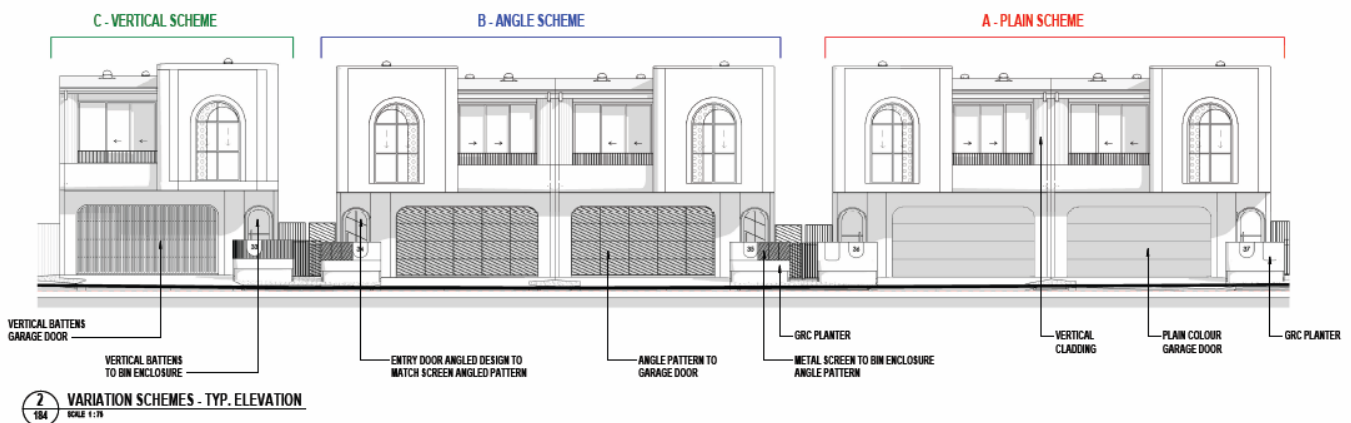 C - VERTICAL SCHEME
B - ANGLE SCHEME
A - PLAIN SCHEME
33
34
35
36
37
VERTICAL BATTENS
GARAGE DOOR
VERTICAL BATTENS
TO BIN ENCLOSURE
ENTRY DOOR ANGLED DESIGN TO
MATCH SCREEN ANGLED PATTERN
ANGLE PATTERN TO
GARAGE DOOR
GRC PLANTER
METAL SCREEN TO BIN ENCLOSURE
ANGLE PATTERN
VERTICAL
CLADDING
PLAIN COLOUR
GARAGE DOOR
GRC PLANTER
2
184
VARIATION SCHEMES - TYP. ELEVATION
SCALE 1 : 75